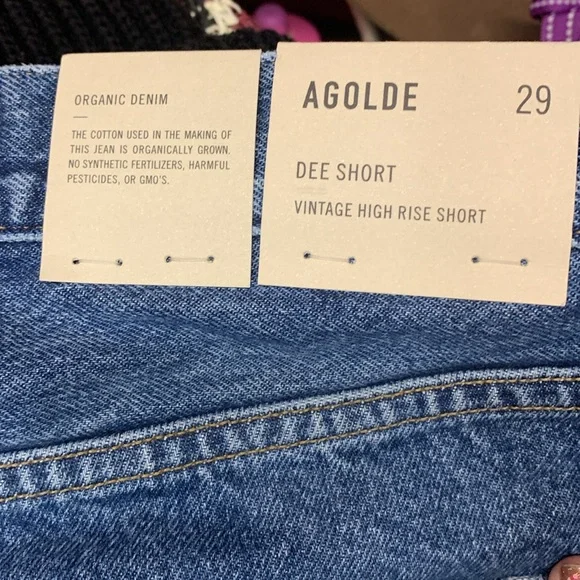 ORGANIC DENIM
THE COTTON USED IN THE MAKING OF
THIS JEAN IS ORGANICALLY GROWN.
NO SYNTHETIC FERTILIZERS, HARMFUL
PESTICIDES, OR GMO'S.
AGOLDE 29
DEE SHORT
VINTAGE HIGH RISE SHORT